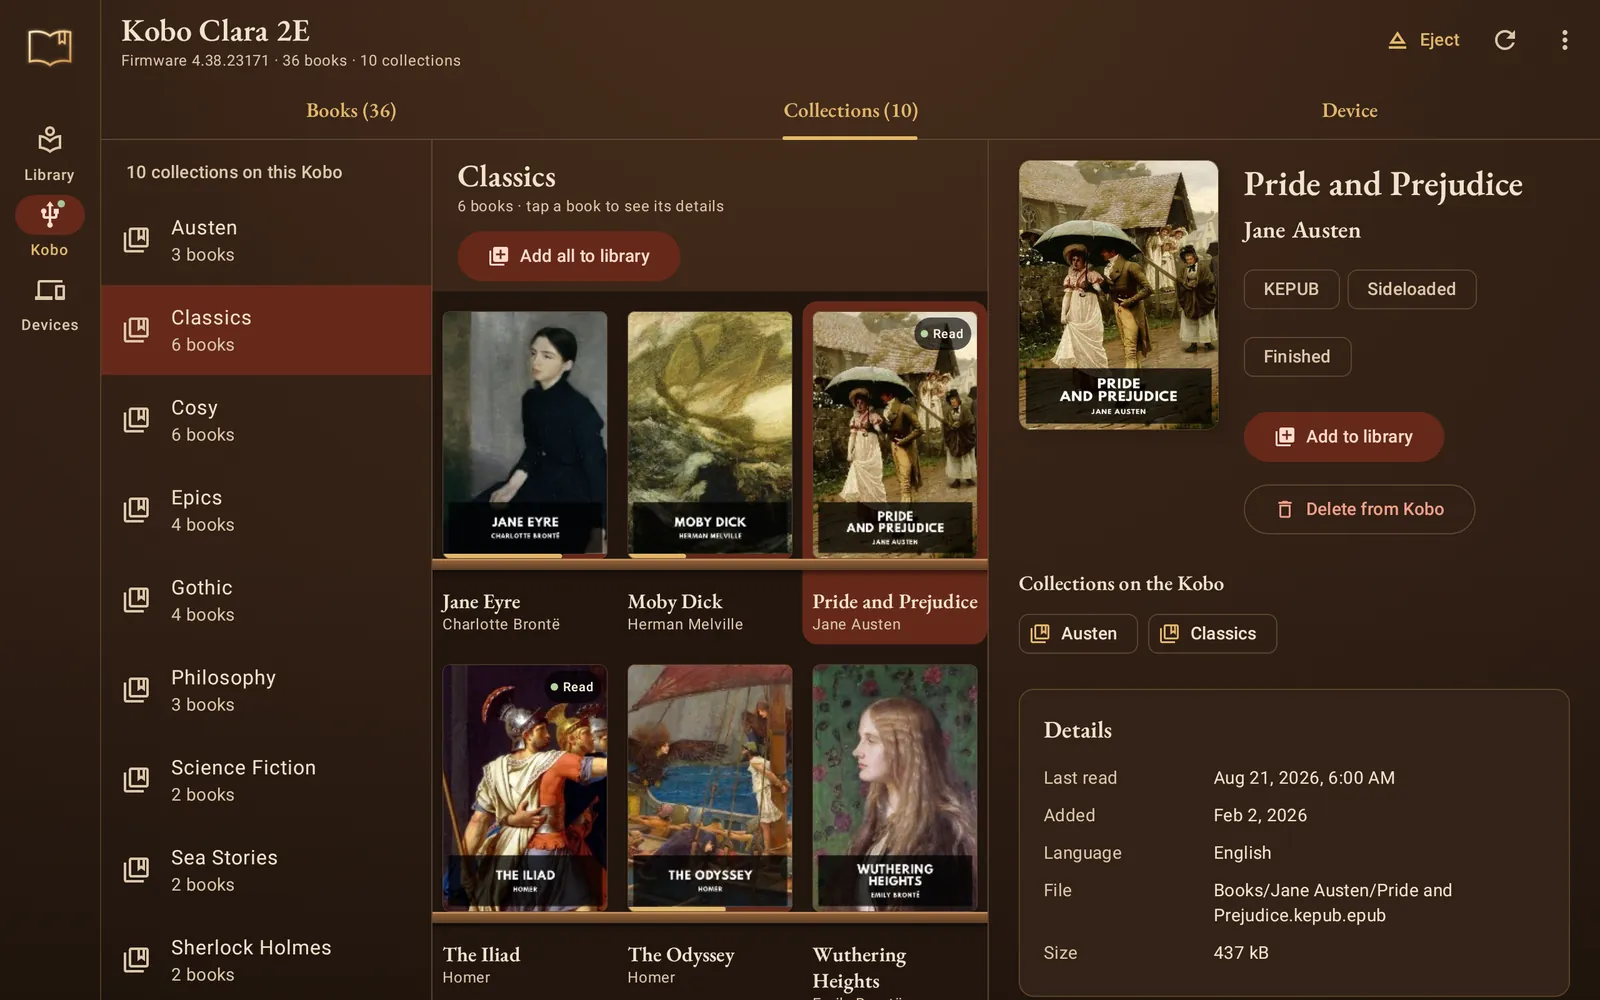 Kobo Clara 2E
Firmware 4.38.23171 · 36 books · 10 collections
Eject
Library
Kobo
Devices
Books (36)
Collections (10)
Device
10 collections on this Kobo
Austen
3 books
Classics
6 books
Cosy
6 books
Epics
4 books
Gothic
4 books
Philosophy
3 books
Science Fiction
2 books
Sea Stories
2 books
Sherlock Holmes
2 books
Classics
6 books · tap a book to see its details
Add all to library
JANE EYRE
CHARLOTTE BRONTË
MOBY DICK
HERMAN MELVILLE
Read
PRIDE
AND PREJUDICE
JANE AUSTEN
Jane Eyre
Charlotte Brontë
Moby Dick
Herman Melville
Pride and Prejudice
Jane Austen
Read
THE ILIAD
HOMER
THE ODYSSEY
HOMER
WUTHERING
HEIGHTS
EMILY BRONTË
The Iliad
Homer
The Odyssey
Homer
Wuthering
Heights
PRIDE
AND PREJUDICE
JANE AUSTEN
Pride and Prejudice
Jane Austen
KEPUB
Sideloaded
Finished
Add to library
Delete from Kobo
Collections on the Kobo
Austen
Classics
Details
Last read
Aug 21, 2026, 6:00 AM
Added
Feb 2, 2026
Language
English
File
Books/Jane Austen/Pride and
Prejudice.kepub.epub
Size
437 kB